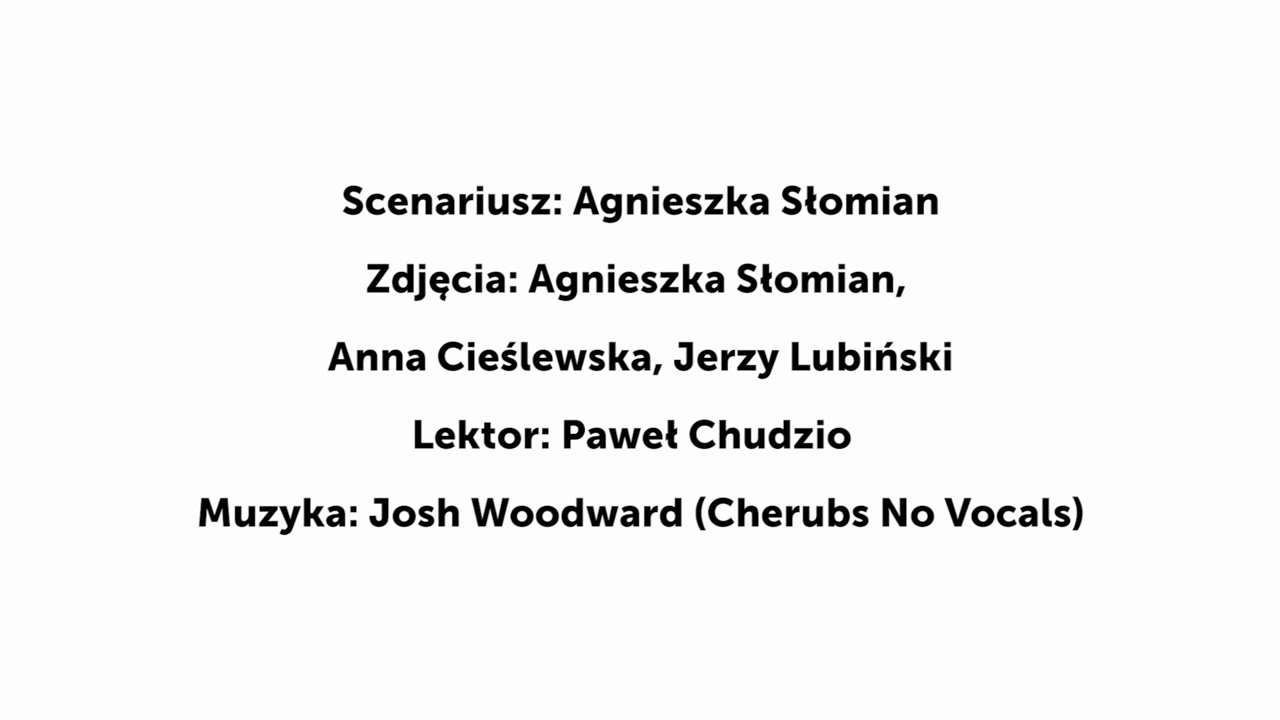 Scenariusz: Agnieszka Słomian
Zdjęcia: Agnieszka Słomian,
Anna Cieślewska, Jerzy Lubiński
Lektor: Paweł Chudzio
Muzyka: Josh Woodward (Cherubs No Vocals)